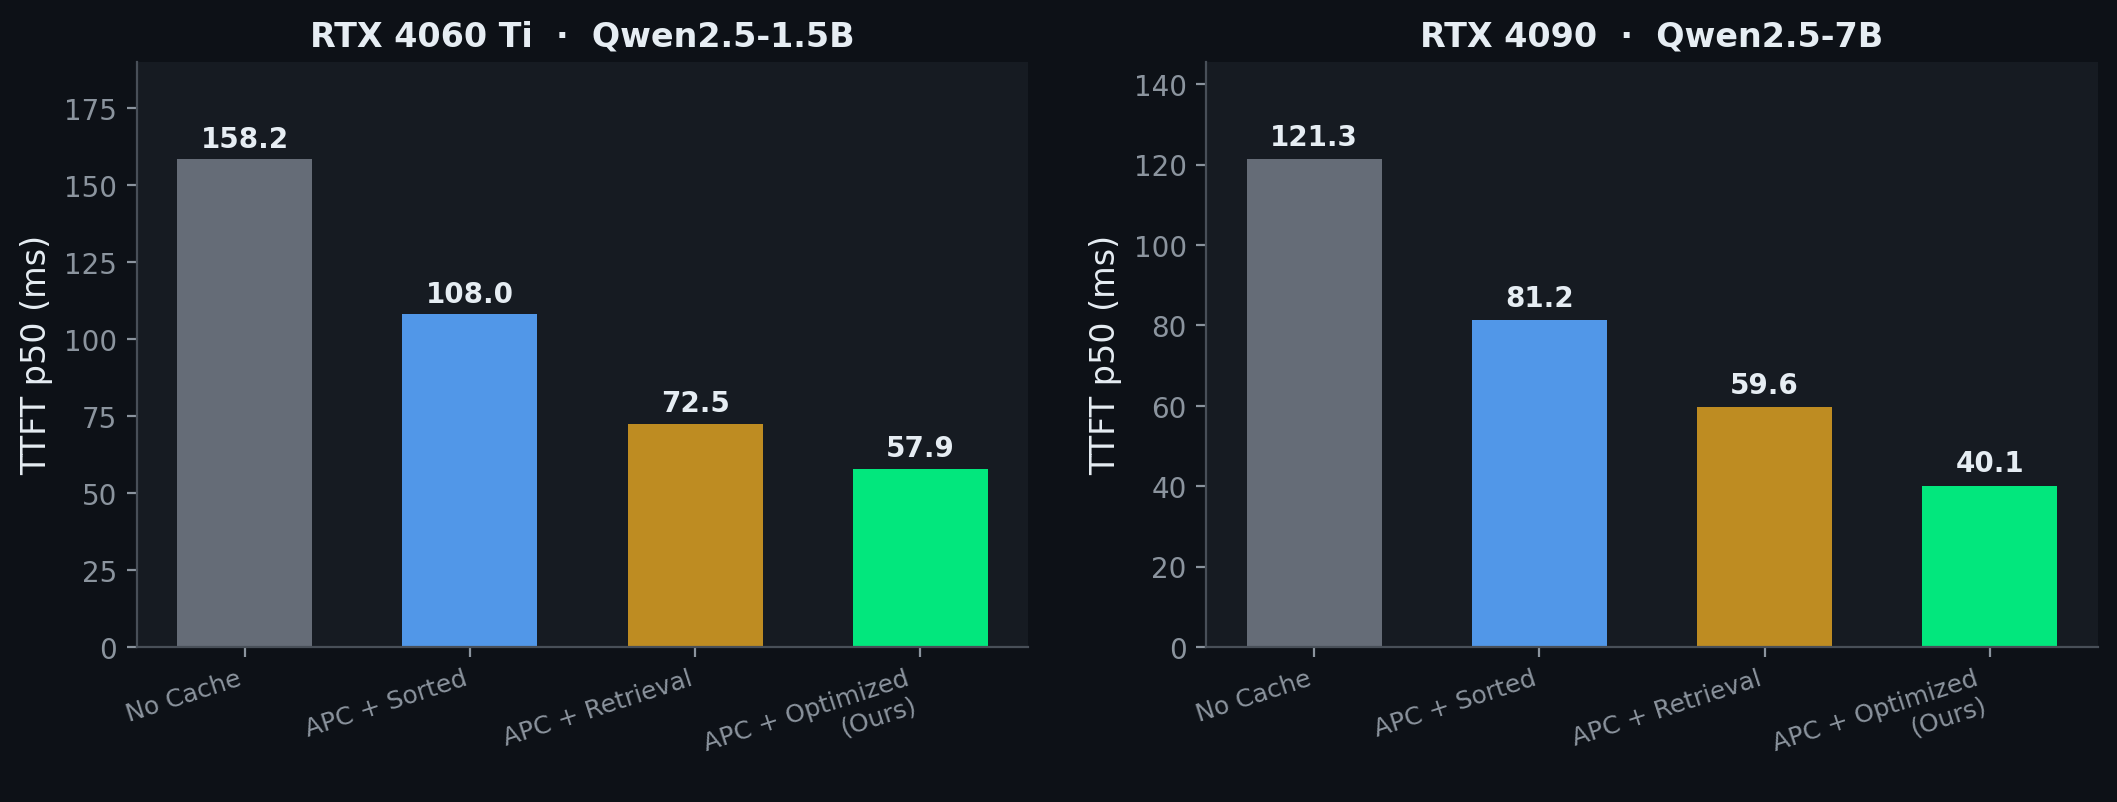 RTX 4060 Ti · Qwen2.5-1.5B
TTFT p50 (ms)
175
150
125
100
75
50
25
0
158.2
108.0
72.5
57.9
No Cache
APC + Sorted
APC + Retrieval
APC + Optimized
(Ours)
RTX 4090 · Qwen2.5-7B
TTFT p50 (ms)
140
120
100
80
60
40
20
0
121.3
81.2
59.6
40.1
No Cache
APC + Sorted
APC + Retrieval
APC + Optimized
(Ours)